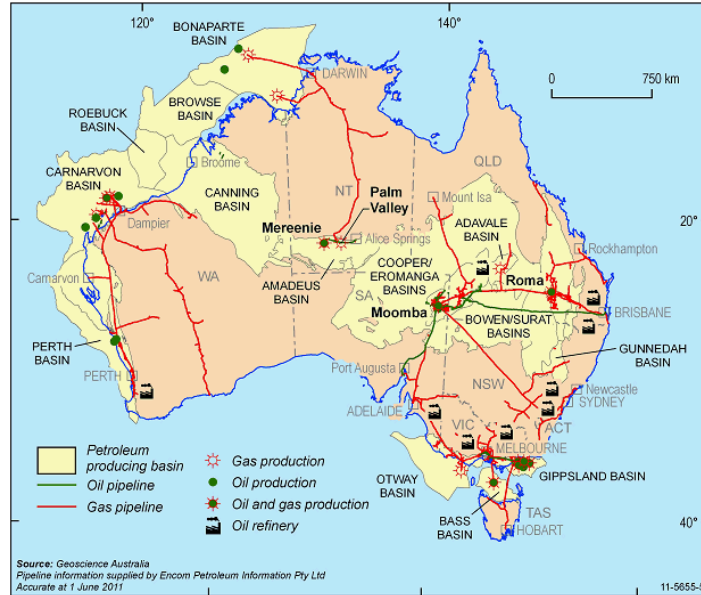 120°
140°
BONAPARTE
BASIN
DARWIN
0
750 km
BROWSE
BASIN
ROEBUCK
BASIN
Broome
CARNARVON
BASIN
CANNING
BASIN
NT
QLD
Palm
Valley
Mount Isa
Dampier
Mereenie
Alice Springs
ADAVALE
BASIN
20°
Rockhampton
AMADEUS
BASIN
COOPER/
EROMANGA
BASINS
Carnarvon
WA
SA
Roma
Moomba
BOWEN/SURAT
BASINS
BRISBANE
PERTH
BASIN
PERTH
Port Augusta
GUNNEDAH
BASIN
NSW
Newcastle
SYDNEY
ADELAIDE
VIC
ACT
MELBOURNE
OTWAY
BASIN
GIPPSLAND BASIN
BASS
BASIN
TAS
HOBART
40°
Petroleum
producing basin
Oil pipeline
Gas pipeline
Gas production
Oil production
Oil and gas production
Oil refinery
Source: Geoscience Australia
Pipeline information supplied by Encom Petroleum Information Pty Ltd
Accurate at 1 June 2011
11-5655-5